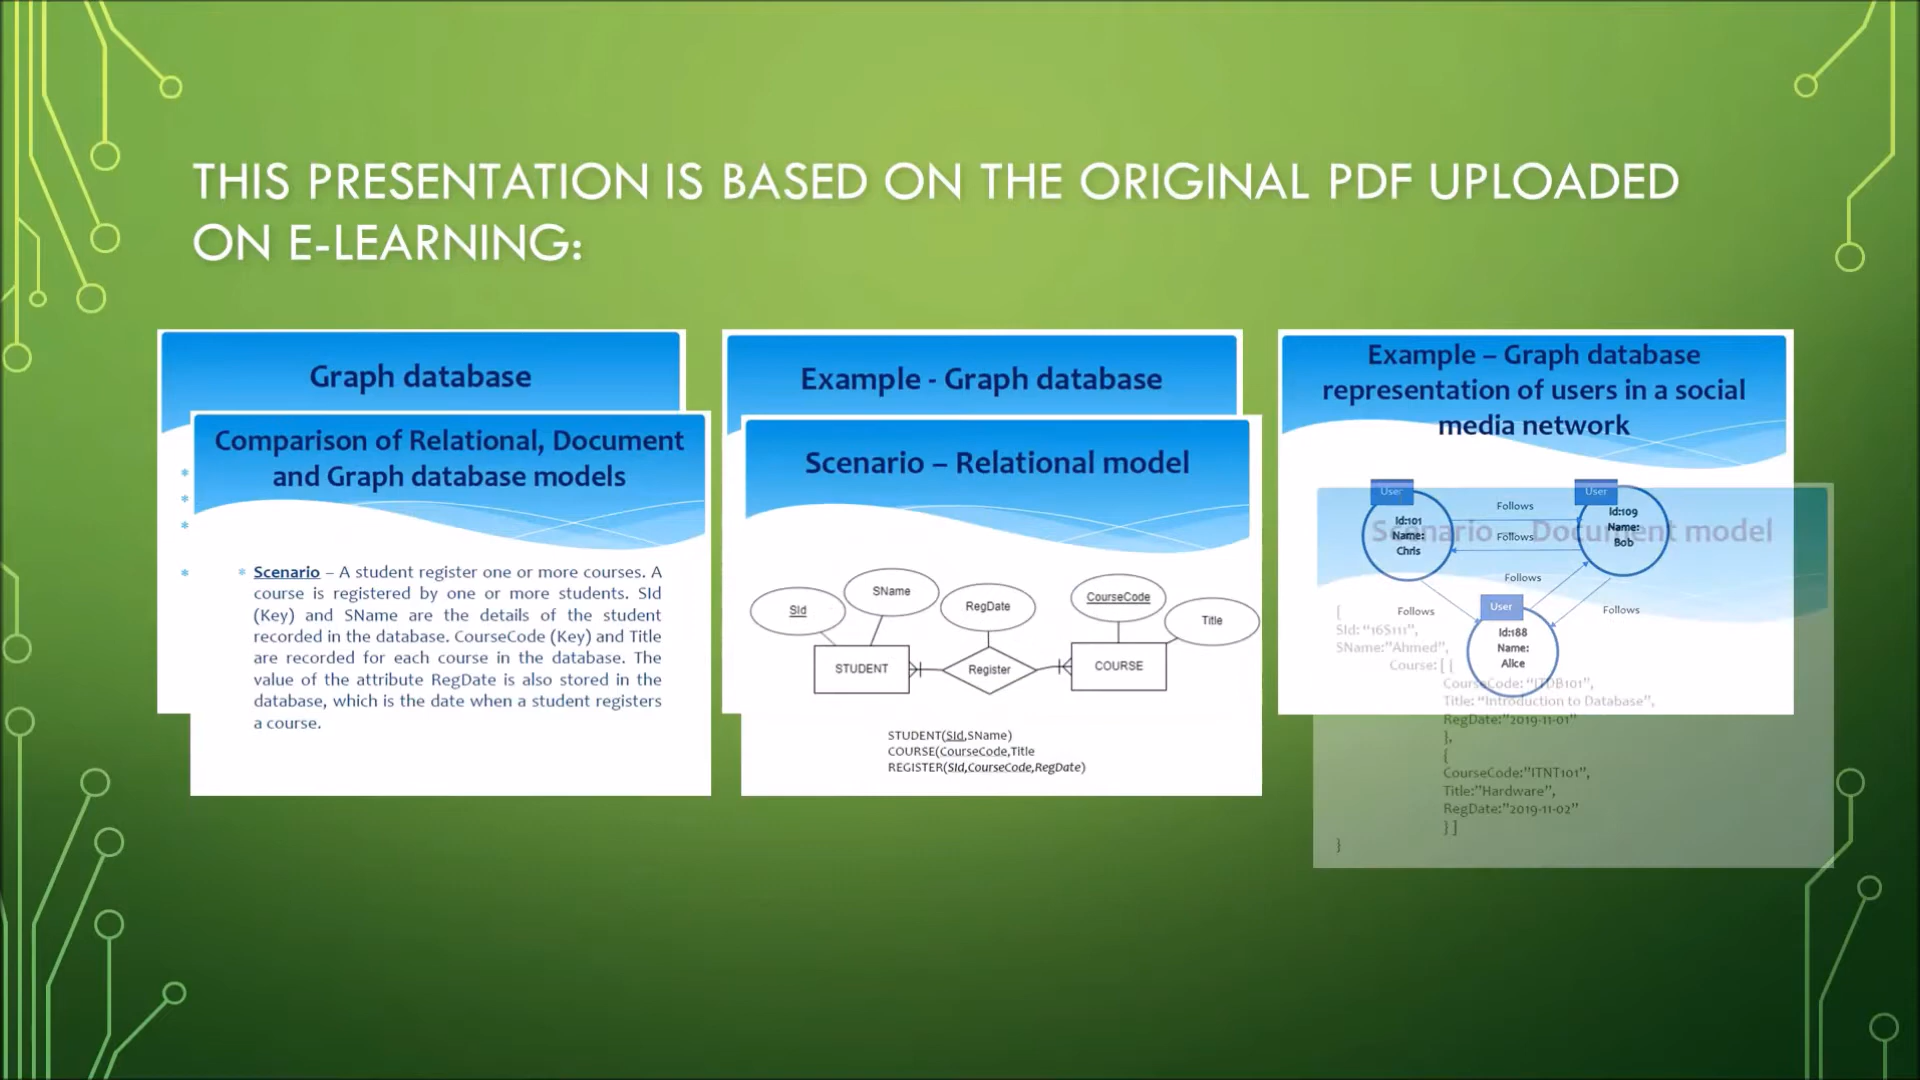 THIS PRESENTATION IS BASED ON THE ORIGINAL PDF UPLOADED
ON E-LEARNING:
Graph database
Comparison of Relational, Document
and Graph database models
Scenario – A student register one or more courses. A
course is registered by one or more students. SId
(Key) and SName are the details of the student
recorded in the database. CourseCode (Key) and Title
are recorded for each course in the database. The
value of the attribute RegDate is also stored in the
database, which is the date when a student registers
a course.
Example - Graph database
Scenario – Relational model
SId
SName
RegDate
CourseCode
Title
STUDENT
Register
COURSE
STUDENT(SId,SName)
COURSE(CourseCode,Title
REGISTER(SId,CourseCode,RegDate)
Example – Graph database
representation of users in a social
media network
User
Id:101
Name:
Chris
Follows
Follows
User
Id:109
Name:
Bob
Follows
Follows
Follows
User
Id:188
Name:
Alice
Scenario – Document model
{
SId: "16S111",
SName:"Ahmed",
Course: [ {
CourseCode: "ITDB101",
Title: "Introduction to Database",
RegDate:"2019-11-01"
},
{
CourseCode:"ITNT101",
Title:"Hardware",
RegDate:"2019-11-02"
} ]
}